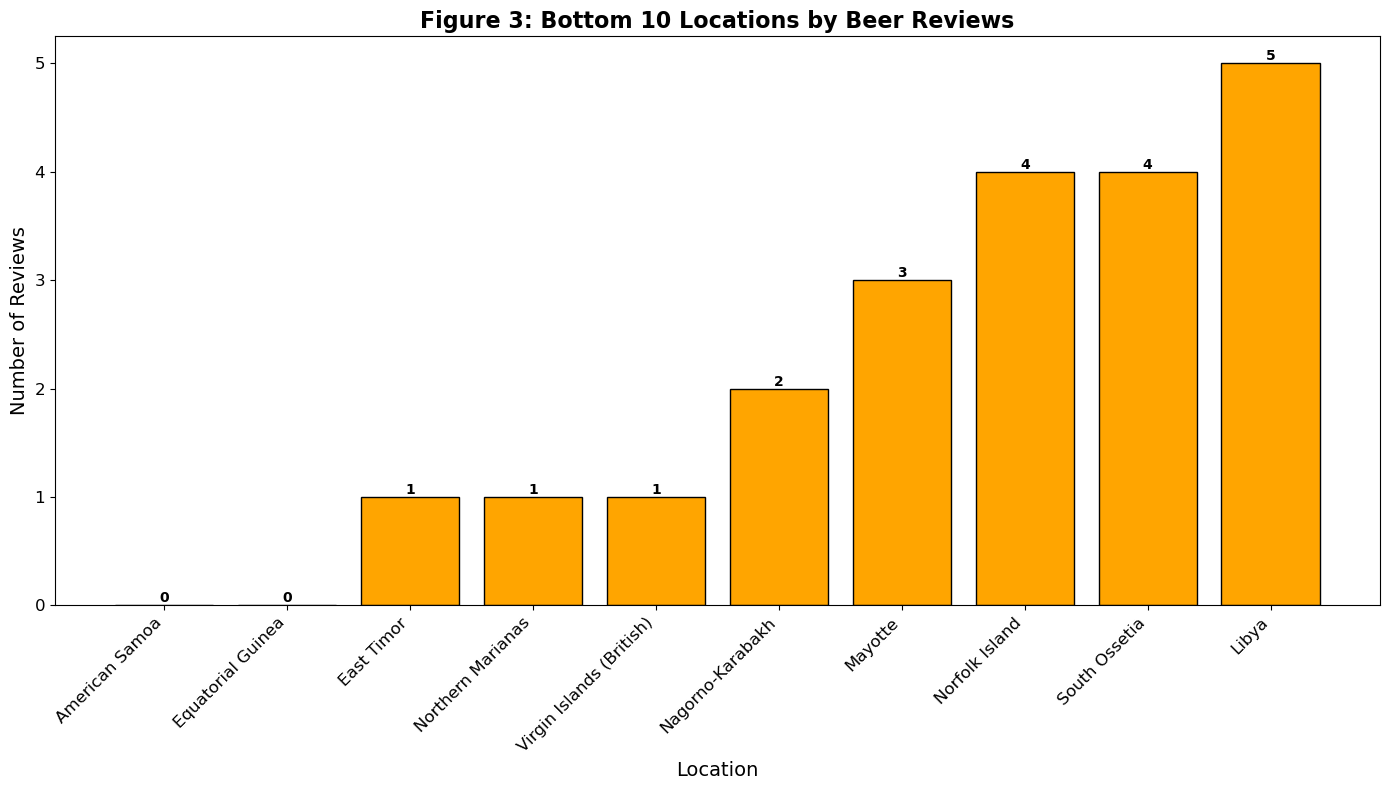 Figure 3: Bottom 10 Locations by Beer Reviews
Number of Reviews
5
4
3
2
1
0
0
0
1
1
1
2
3
4
4
5
American Samoa
Equatorial Guinea
East Timor
Northern Marianas
Virgin Islands (British)
Nagorno-Karabakh
Mayotte
Norfolk Island
South Ossetia
Libya
Location